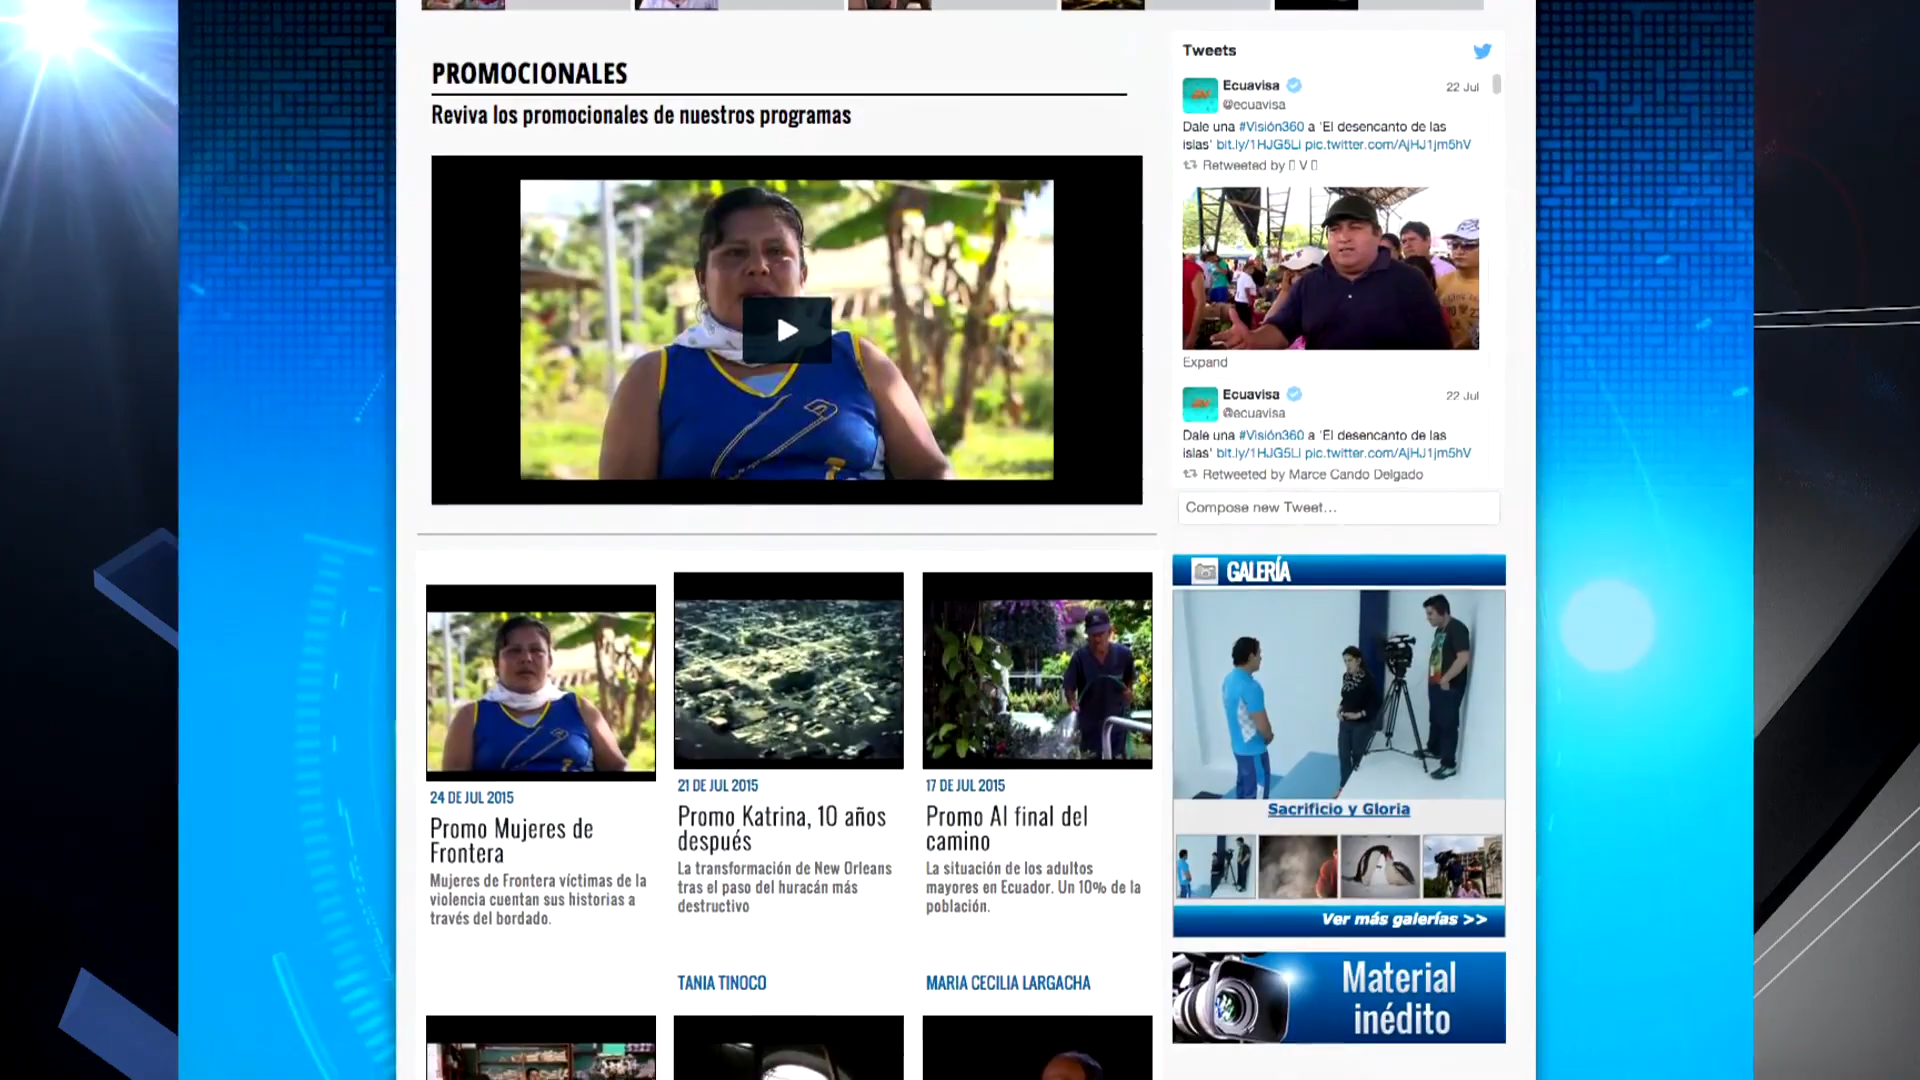 PROMOCIONALES
Reviva los promocionales de nuestros programas
24 DE JUL 2015
Promo Mujeres de
Frontera
Mujeres de Frontera víctimas de la
violencia cuentan sus historias a
través del bordado.
21 DE JUL 2015
Promo Katrina, 10 años
después
La transformación de New Orleans
tras el paso del huracán más
destructivo
TANIA TINOCO
17 DE JUL 2015
Promo Al final del
camino
La situación de los adultos
mayores en Ecuador. Un 10% de la
población.
MARIA CECILIA LARGACHA
Tweets
Ecuavisa
22 Jul
@ecuavisa
Dale una #Visión360 a 'El desencanto de las
islas' bit.ly/1HJG5Li pic.twitter.com/AjHJ1jm5hV
Retweeted by ▯ V ▯
Expand
Ecuavisa
22 Jul
@ecuavisa
Dale una #Visión360 a 'El desencanto de las
islas' bit.ly/1HJG5Li pic.twitter.com/AjHJ1jm5hV
Retweeted by Marce Cando Delgado
Compose new Tweet...
GALERÍA
Sacrificio y Gloria
Ver más galerías >>
Material
inédito